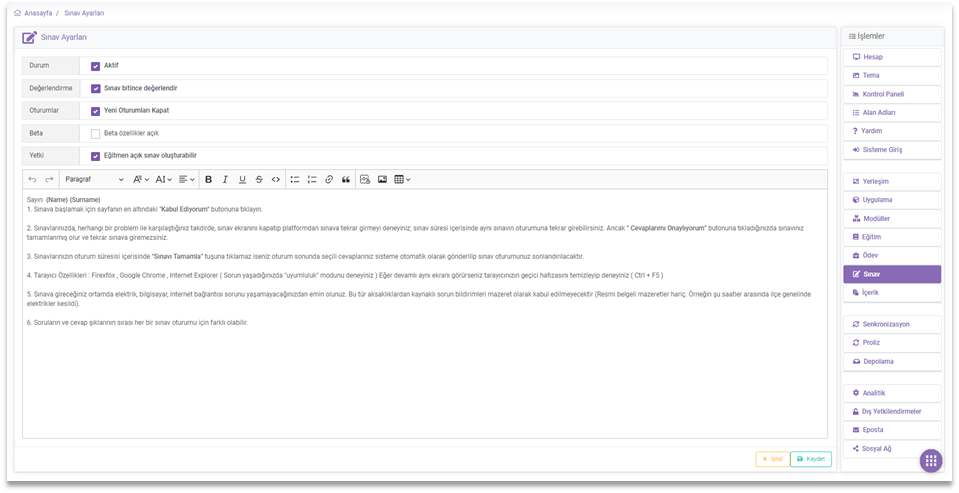 Anasayfa / Sınav Ayarları
Sınav Ayarları
Durum Aktif
Değerlendirme Sınav bitince değerlendir
Oturumlar Yeni Oturumları Kapat
Beta Beta özellikler açık
Yetki Eğitmen açık sınav oluşturabilir
Paragraf
Sayın {Name} {Surname}
1. Sınava başlamak için sayfanın en altındaki "Kabul Ediyorum" butonuna tıklayın.
2. Sınavlarınızda, herhangi bir problem ile karşılaştığınız takdirde, sınav ekranını kapatıp platformdan sınava tekrar girmeyi deneyiniz; sınav süresi içerisinde aynı sınavın oturumuna tekrar girebilirsiniz. Ancak " Cevaplarımı Onaylıyorum" butonuna tıkladığınızda sınavınız
tamamlanmış olur ve tekrar sınava giremezsiniz.
3. Sınavlarınızın oturum süresi içerisinde "Sınavı Tamamla" tuşuna tıklamaz iseniz oturum sonunda seçili cevaplarınız sisteme otomatik olarak gönderilip sınav oturumunuz sonlandırılacaktır.
4. Tarayıcı Özellikleri : Firexfox , Google Chrome , Internet Explorer ( Sorun yaşadığınızda "uyumluluk" modunu deneyiniz ) Eğer devamlı aynı ekranı görürseniz tarayıcınızın geçici hafızasını temizleyip deneyiniz ( Ctrl + F5 )
5. Sınava gireceğiniz ortamda elektrik, bilgisayar, internet bağlantısı sorunu yaşamayacağınızdan emin olunuz. Bu tür aksaklıklardan kaynaklı sorun bildirimleri mazeret olarak kabul edilmeyecektir (Resmi belgeli mazeretler hariç. Örneğin şu saatler arasında ilçe genelinde
elektrikler kesildi).
6. Soruların ve cevap şıklarının sırası her bir sınav oturumu için farklı olabilir.
İptal Kaydet
İşlemler
Hesap
Tema
Kontrol Paneli
Alan Adları
Yardım
Sisteme Giriş
Yerleşim
Uygulama
Modüller
Eğitim
Ödev
Sınav
İçerik
Senkronizasyon
Proliz
Depolama
Analitik
Dış Yetkilendirmeler
Eposta
Sosyal Ağ